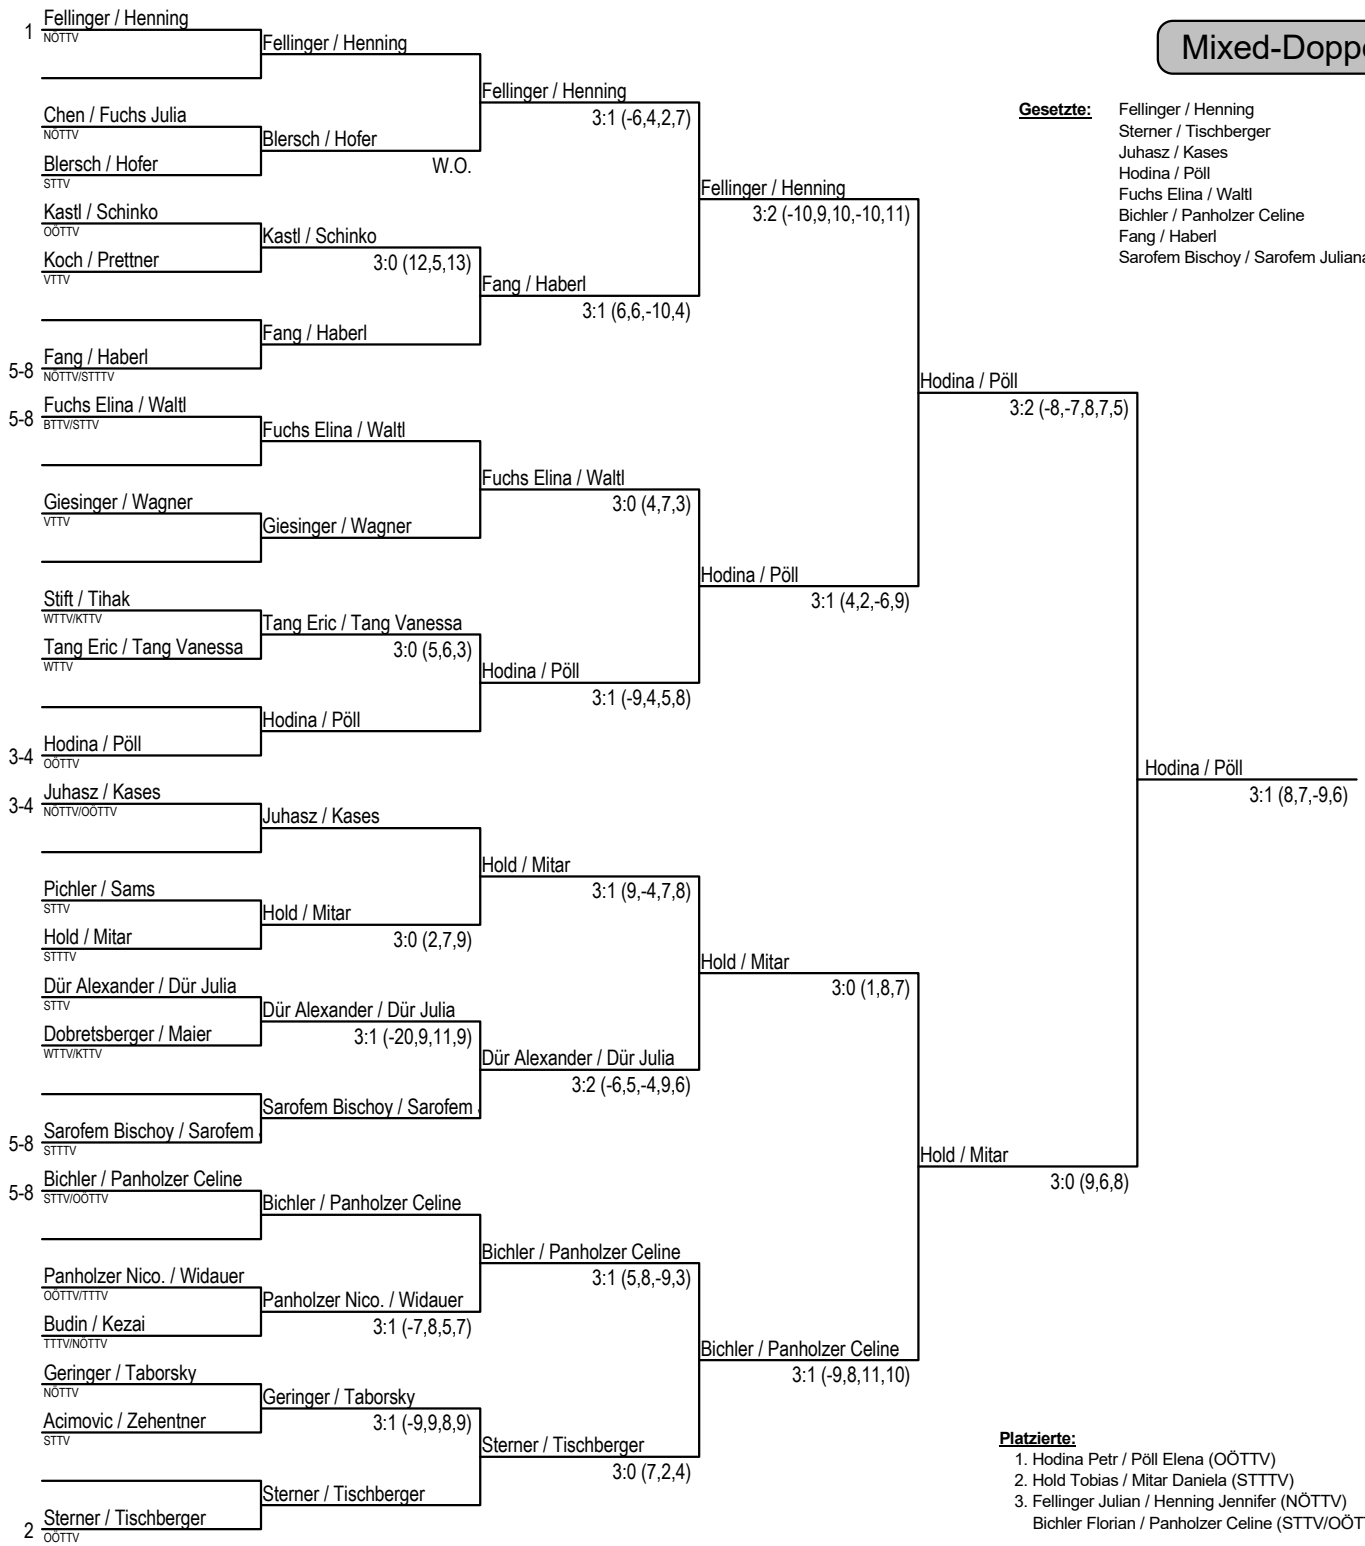 Mixed-Doppe
Gesetzte:
Fellinger / Henning
Sterner / Tischberger
Juhasz / Kases
Hodina / Pöll
Fuchs Elina / Waltl
Bichler / Panholzer Celine
Fang / Haberl
Sarofem Bischoy / Sarofem Juliana
1
Fellinger / Henning
NÖTTV
Chen / Fuchs Julia
NÖTTV
Blersch / Hofer
STTV
Kastl / Schinko
OÖTTV
Koch / Prettner
VTTV
5-8
Fang / Haberl
NÖTTV/STTTV
5-8
Fuchs Elina / Waltl
BTTV/STTV
Giesinger / Wagner
VTTV
Stift / Tihak
WTTV/KTTV
Tang Eric / Tang Vanessa
WTTV
3-4
Hodina / Pöll
OÖTTV
3-4
Juhasz / Kases
NÖTTV/OÖTTV
Pichler / Sams
STTV
Hold / Mitar
STTTV
Dür Alexander / Dür Julia
STTV
Dobretsberger / Maier
WTTV/KTTV
5-8
Sarofem Bischoy / Sarofem
STTTV
5-8
Bichler / Panholzer Celine
STTV/OÖTTV
Panholzer Nico. / Widauer
OÖTTV/TTTV
Budin / Kezai
TTTV/NÖTTV
Geringer / Taborsky
NÖTTV
Acimovic / Zehentner
STTV
2
Sterner / Tischberger
OÖTTV
Fellinger / Henning
Blersch / Hofer
W.O.
Kastl / Schinko
3:0 (12,5,13)
Fang / Haberl
Fuchs Elina / Waltl
Giesinger / Wagner
Tang Eric / Tang Vanessa
3:0 (5,6,3)
Hodina / Pöll
Juhasz / Kases
Hold / Mitar
3:0 (2,7,9)
Dür Alexander / Dür Julia
3:1 (-20,9,11,9)
Sarofem Bischoy / Sarofem
Bichler / Panholzer Celine
Panholzer Nico. / Widauer
3:1 (-7,8,5,7)
Geringer / Taborsky
3:1 (-9,9,8,9)
Sterner / Tischberger
Fellinger / Henning
3:1 (-6,4,2,7)
Fang / Haberl
3:1 (6,6,-10,4)
Fuchs Elina / Waltl
3:0 (4,7,3)
Hodina / Pöll
3:1 (-9,4,5,8)
Hold / Mitar
3:1 (9,-4,7,8)
Dür Alexander / Dür Julia
3:2 (-6,5,-4,9,6)
Bichler / Panholzer Celine
3:1 (5,8,-9,3)
Sterner / Tischberger
3:0 (7,2,4)
Fellinger / Henning
3:2 (-10,9,10,-10,11)
Hodina / Pöll
3:1 (4,2,-6,9)
Hold / Mitar
3:0 (1,8,7)
Bichler / Panholzer Celine
3:1 (-9,8,11,10)
Hodina / Pöll
3:2 (-8,-7,8,7,5)
Hold / Mitar
3:0 (9,6,8)
Hodina / Pöll
3:1 (8,7,-9,6)
Platzierte:
1. Hodina Petr / Pöll Elena (OÖTTV)
2. Hold Tobias / Mitar Daniela (STTTV)
3. Fellinger Julian / Henning Jennifer (NÖTTV)
Bichler Florian / Panholzer Celine (STTV/OÖT